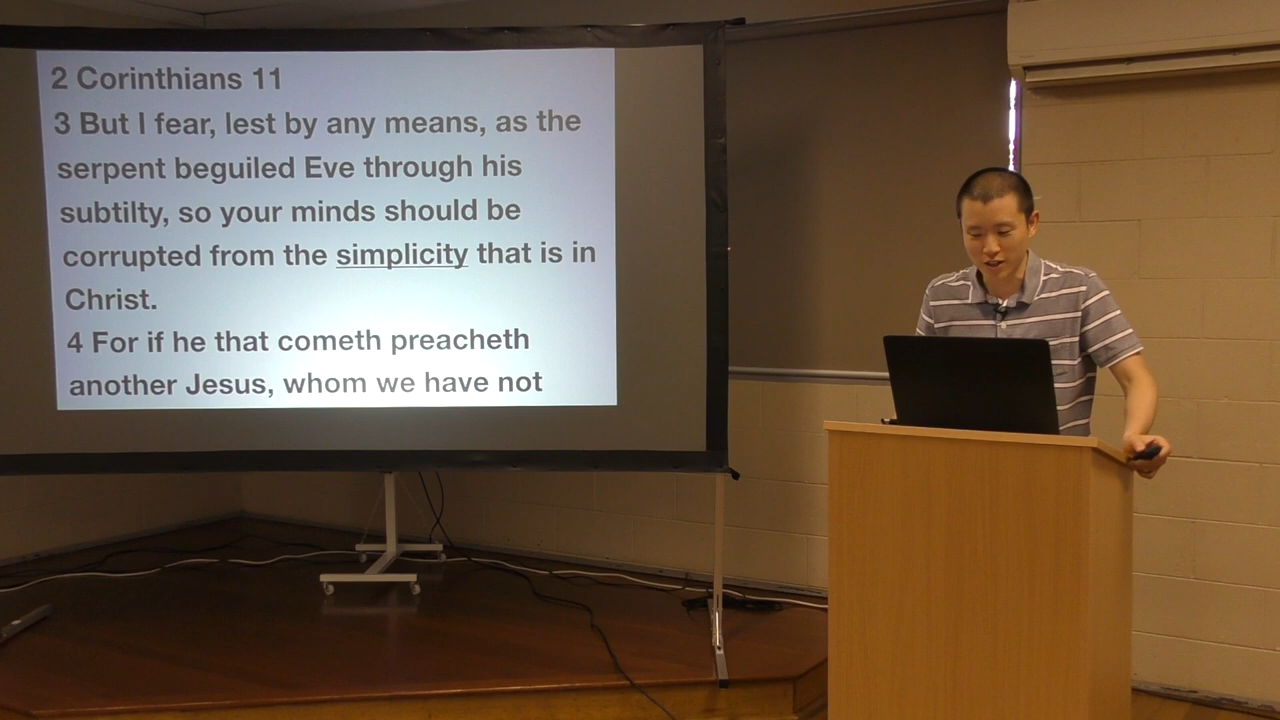 2 Corinthians 11
3 But I fear, lest by any means, as the
serpent beguiled Eve through his
subtilty, so your minds should be
corrupted from the simplicity that is in
Christ.
4 For if he that cometh preacheth
another Jesus, whom we have not